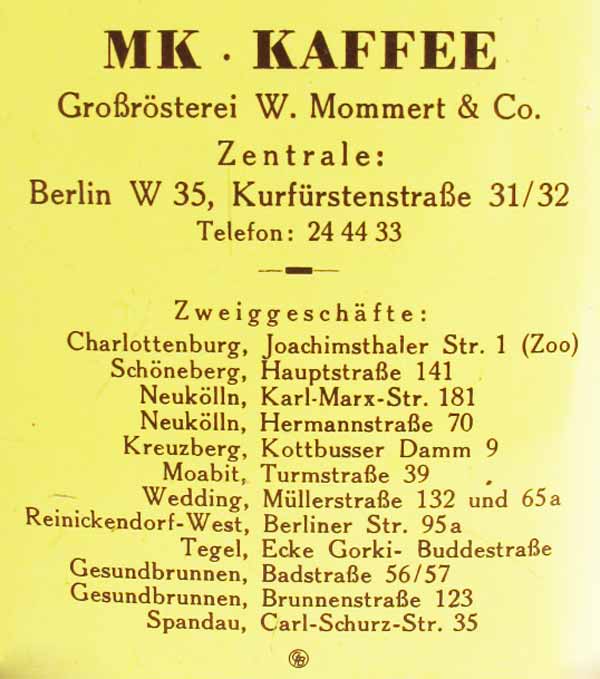 MK · KAFFEE
Großrösterei W. Mommert & Co.
Zentrale:
Berlin W 35, Kurfürstenstraße 31/32
Telefon: 24 44 33
Zweiggeschäfte:
Charlottenburg, Joachimsthaler Str. 1 (Zoo)
Schöneberg, Hauptstraße 141
Neukölln, Karl-Marx-Str. 181
Neukölln, Hermannstraße 70
Kreuzberg, Kottbusser Damm 9
Moabit, Turmstraße 39
Wedding, Müllerstraße 132 und 65a
Reinickendorf-West, Berliner Str. 95a
Tegel, Ecke Gorki- Buddestraße
Gesundbrunnen, Badstraße 56/57
Gesundbrunnen, Brunnenstraße 123
Spandau, Carl-Schurz-Str. 35